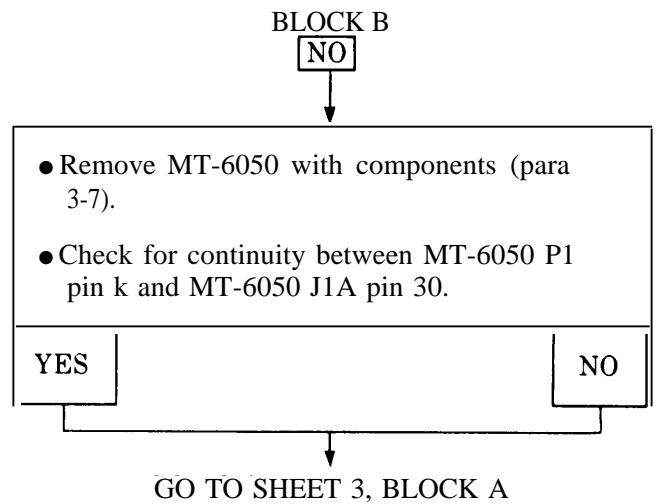 BLOCK B
NO
● Remove MT-6050 with components (para
3-7).
● Check for continuity between MT-6050 P1
pin k and MT-6050 J1A pin 30.
YES
NO
GO TO SHEET 3, BLOCK A